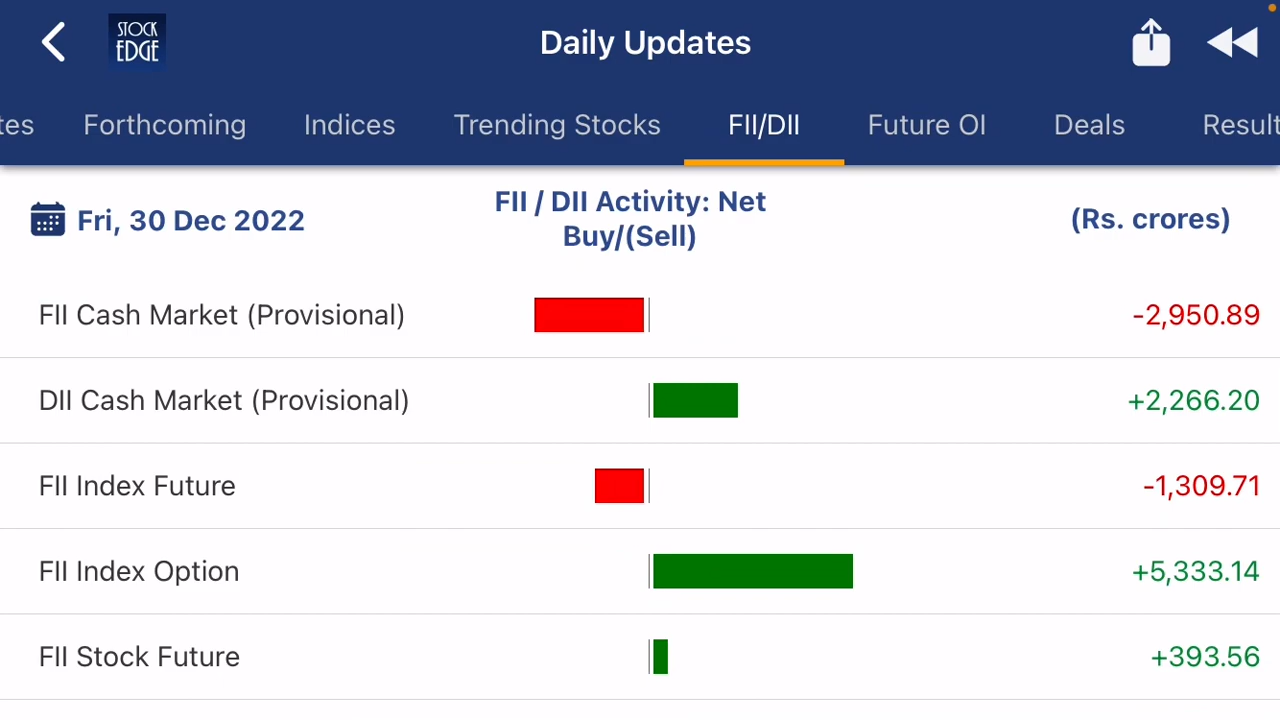 STOCK
EDGE
Daily Updates
tes Forthcoming Indices Trending Stocks FII/DII Future OI Deals Result
Fri, 30 Dec 2022
FII / DII Activity: Net
Buy/(Sell)
(Rs. crores)
FII Cash Market (Provisional) -2,950.89
DII Cash Market (Provisional) +2,266.20
FII Index Future -1,309.71
FII Index Option +5,333.14
FII Stock Future +393.56